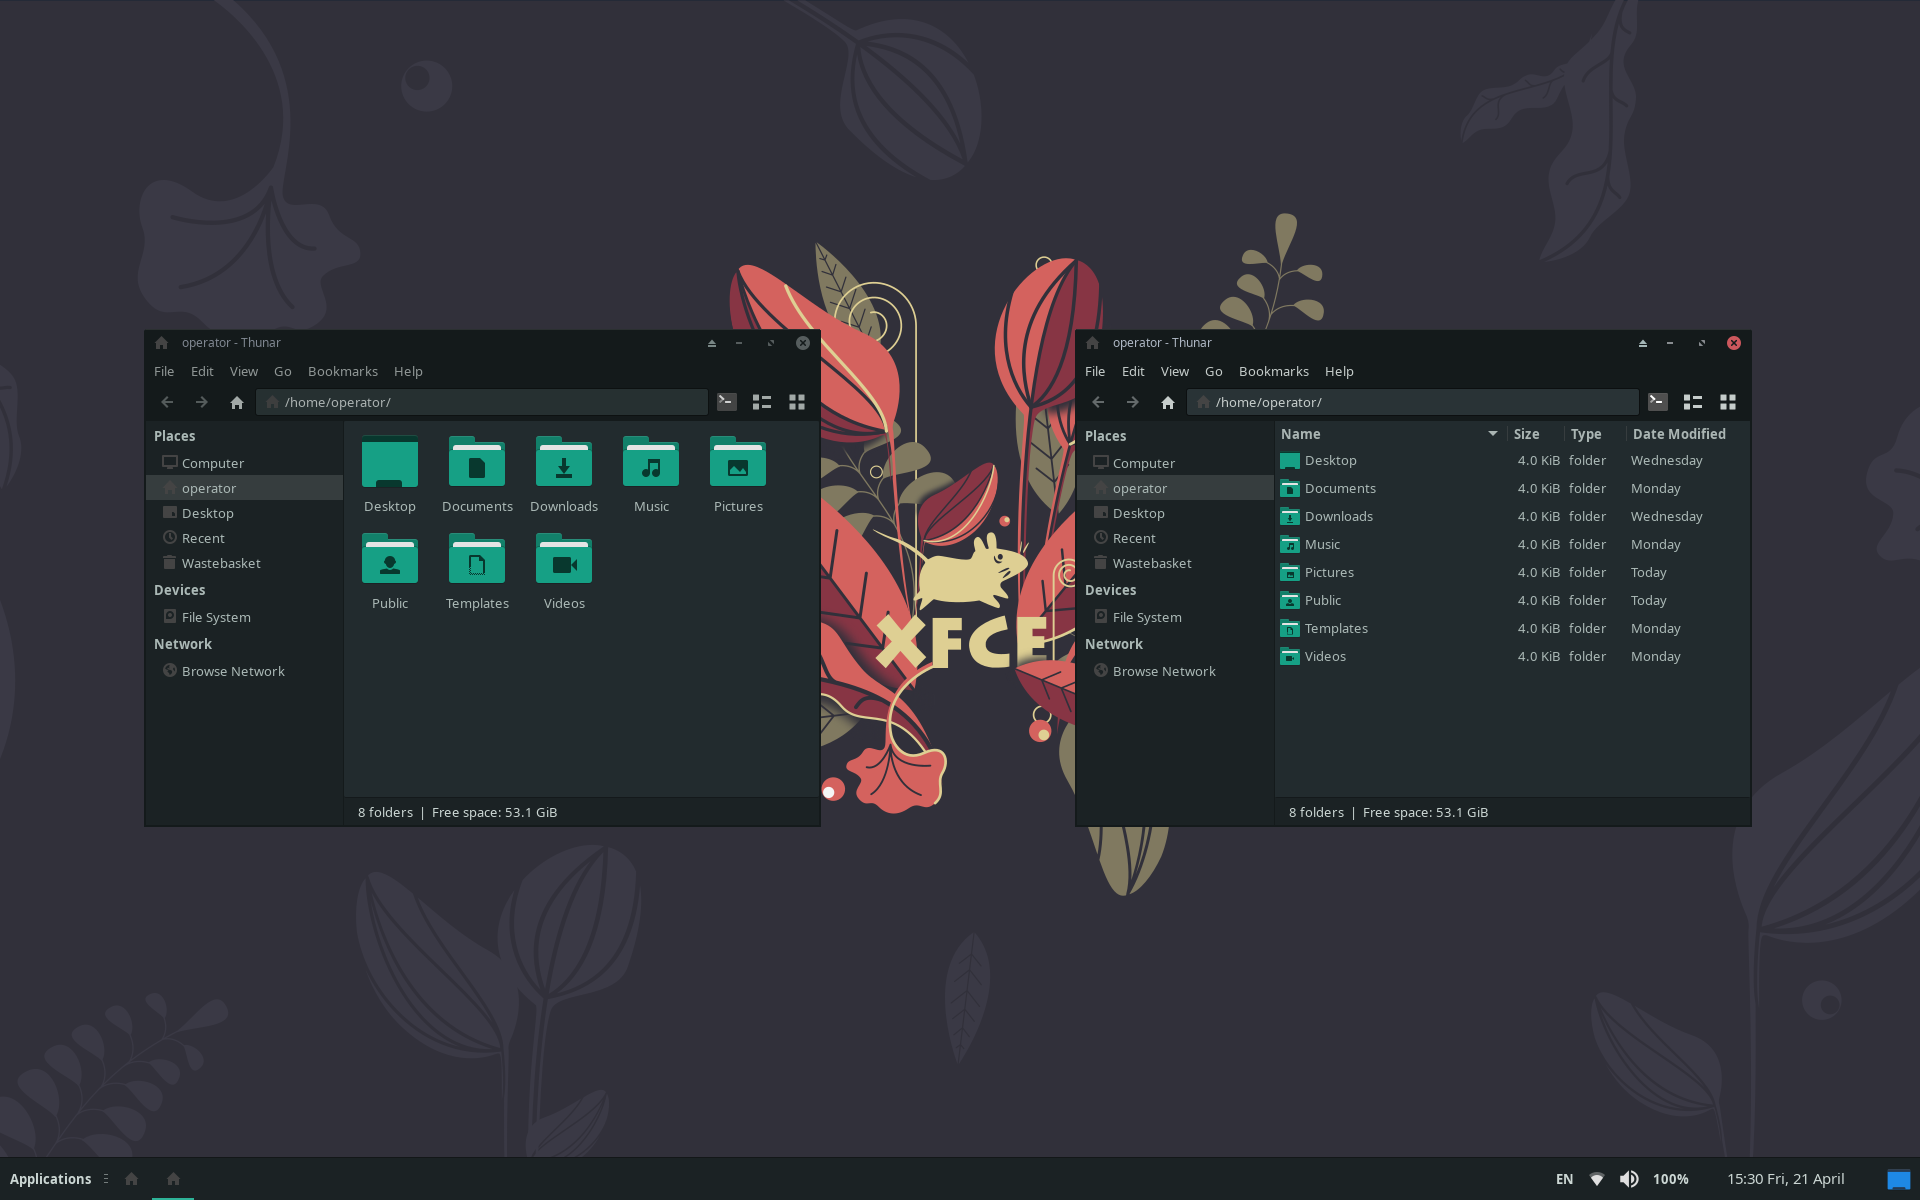 operator - Thunar
File Edit View Go Bookmarks Help
/home/operator/
Places
Computer
operator
Desktop
Recent
Wastebasket
Devices
File System
Network
Browse Network
Desktop Documents Downloads Music Pictures
Public Templates Videos
8 folders | Free space: 53.1 GiB
XFCE
operator - Thunar
File Edit View Go Bookmarks Help
/home/operator/
Places
Computer
operator
Desktop
Recent
Wastebasket
Devices
File System
Network
Browse Network
Name Size Type Date Modified
Desktop 4.0 KiB folder Wednesday
Documents 4.0 KiB folder Monday
Downloads 4.0 KiB folder Wednesday
Music 4.0 KiB folder Monday
Pictures 4.0 KiB folder Today
Public 4.0 KiB folder Today
Templates 4.0 KiB folder Monday
Videos 4.0 KiB folder Monday
8 folders | Free space: 53.1 GiB
Applications EN 100% 15:30 Fri, 21 April